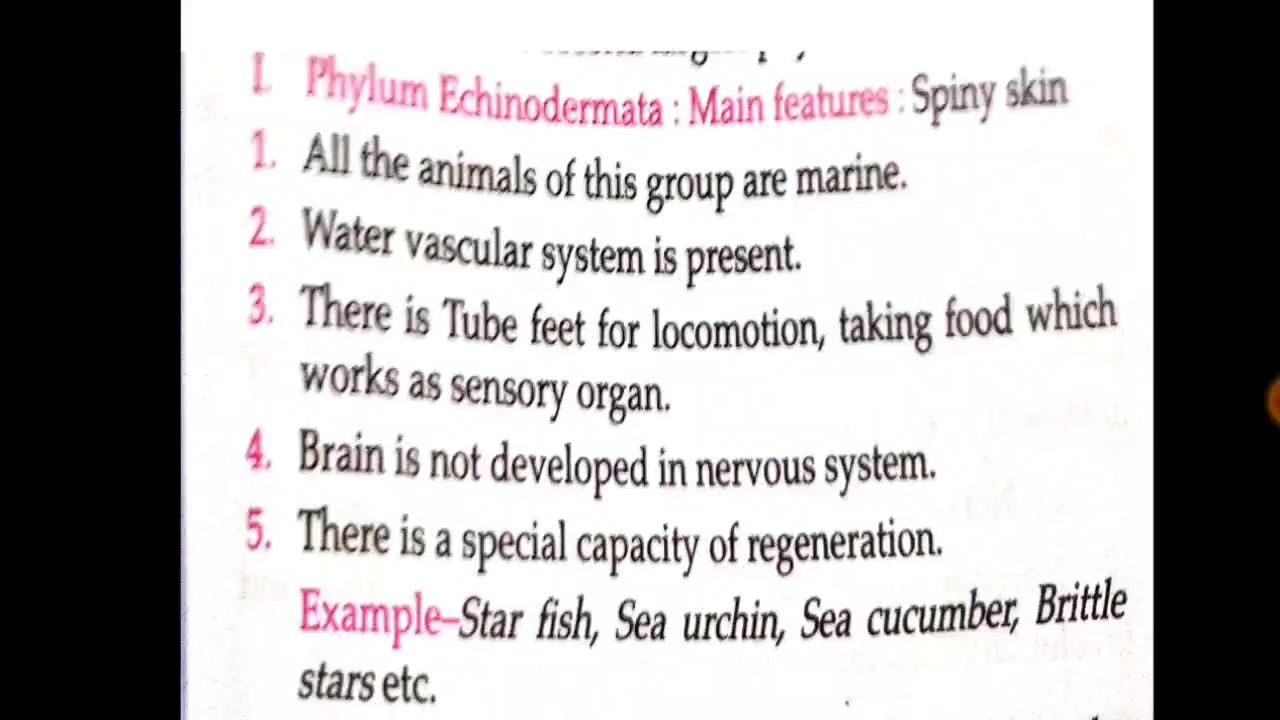 I. Phylum Echinodermata : Main features : Spiny skin
1. All the animals of this group are marine.
2. Water vascular system is present.
3. There is Tube feet for locomotion, taking food which
works as sensory organ.
4. Brain is not developed in nervous system.
5. There is a special capacity of regeneration.
Example–Star fish, Sea urchin, Sea cucumber, Brittle
stars etc.